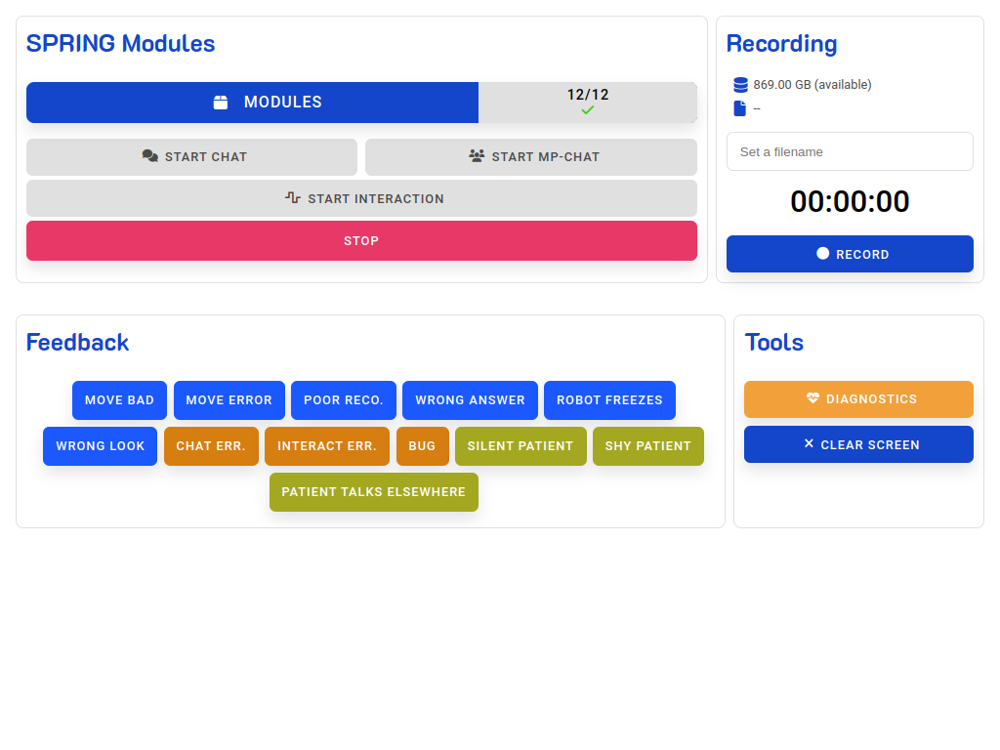 SPRING Modules
MODULES
12/12
START CHAT
START MP-CHAT
START INTERACTION
STOP
Recording
869.00 GB (available)
--
Set a filename
00:00:00
RECORD
Feedback
MOVE BAD
MOVE ERROR
POOR RECO.
WRONG ANSWER
ROBOT FREEZES
WRONG LOOK
CHAT ERR.
INTERACT ERR.
BUG
SILENT PATIENT
SHY PATIENT
PATIENT TALKS ELSEWHERE
Tools
DIAGNOSTICS
CLEAR SCREEN